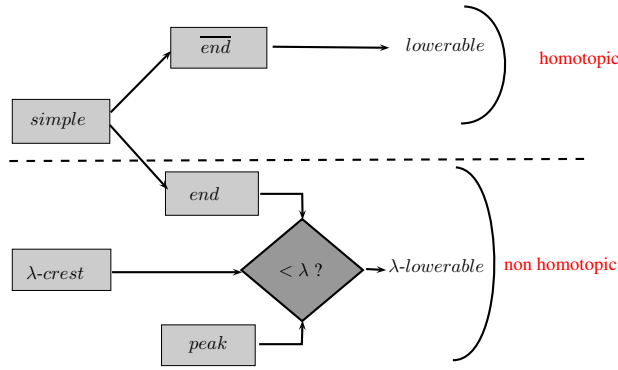 end
lowerable
homotopic
simple
end
λ-crest
< λ ?
λ-lowerable
non homotopic
peak